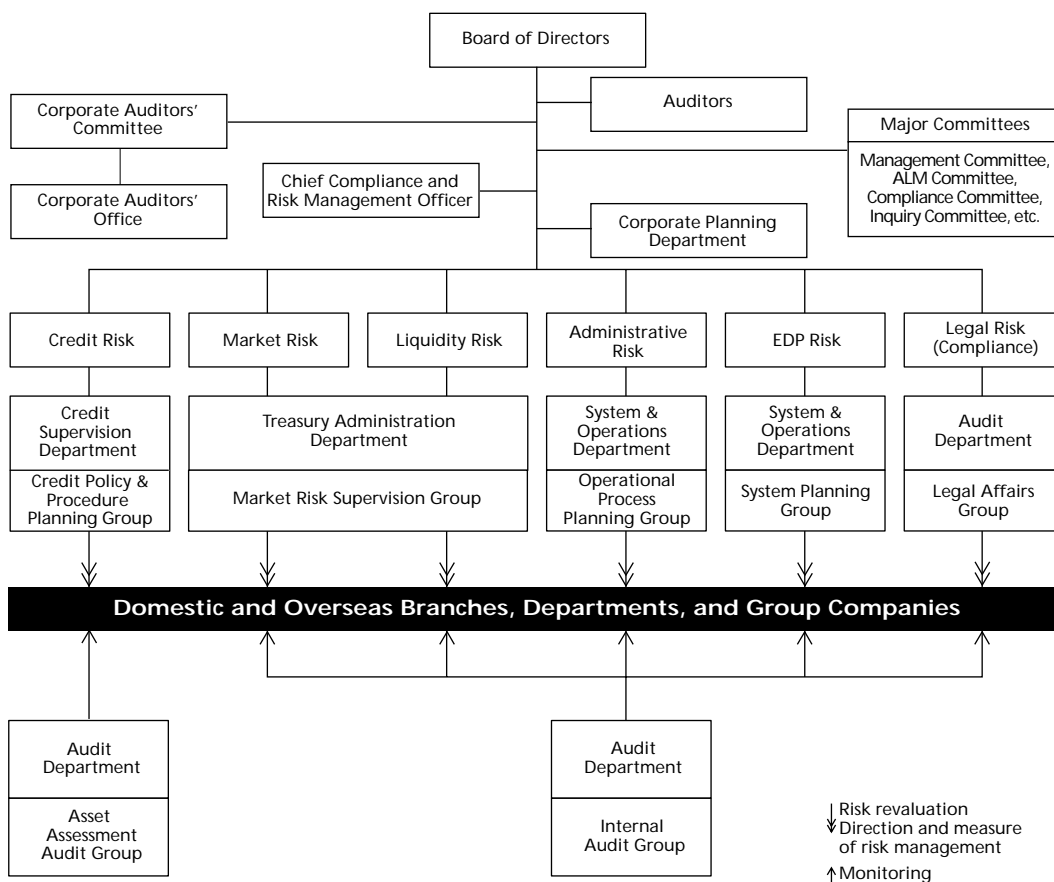 Board of Directors
Auditors
Corporate Auditors’
Committee
Major Committees
Management Committee,
ALM Committee,
Compliance Committee,
Inquiry Committee, etc.
Chief Compliance and
Risk Management Officer
Corporate Auditors’
Office
Corporate Planning
Department
Credit Risk
Market Risk
Liquidity Risk
Administrative
Risk
EDP Risk
Legal Risk
(Compliance)
Credit
Supervision
Department
Treasury Administration
Department
System &
Operations
Department
System &
Operations
Department
Audit
Department
Credit Policy &
Procedure
Planning Group
Market Risk Supervision Group
Operational
Process
Planning Group
System Planning
Group
Legal Affairs
Group
Domestic and Overseas Branches, Departments, and Group Companies
Audit
Department
Asset
Assessment
Audit Group
Audit
Department
Internal
Audit Group
Risk revaluation
Direction and measure
of risk management
Monitoring